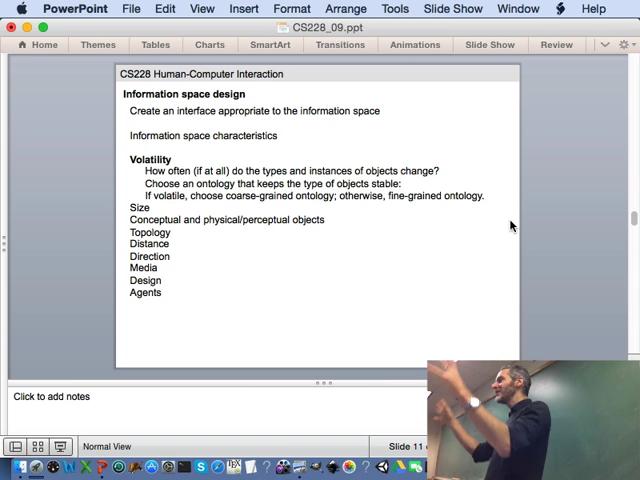 PowerPoint File Edit View Insert Format Arrange Tools Slide Show Window Help
CS228_09.ppt
Home Themes Tables Charts SmartArt Transitions Animations Slide Show Review
CS228 Human-Computer Interaction
Information space design
Create an interface appropriate to the information space
Information space characteristics
Volatility
How often (if at all) do the types and instances of objects change?
Choose an ontology that keeps the type of objects stable:
If volatile, choose coarse-grained ontology; otherwise, fine-grained ontology.
Size
Conceptual and physical/perceptual objects
Topology
Distance
Direction
Media
Design
Agents
Click to add notes
Normal View Slide 11